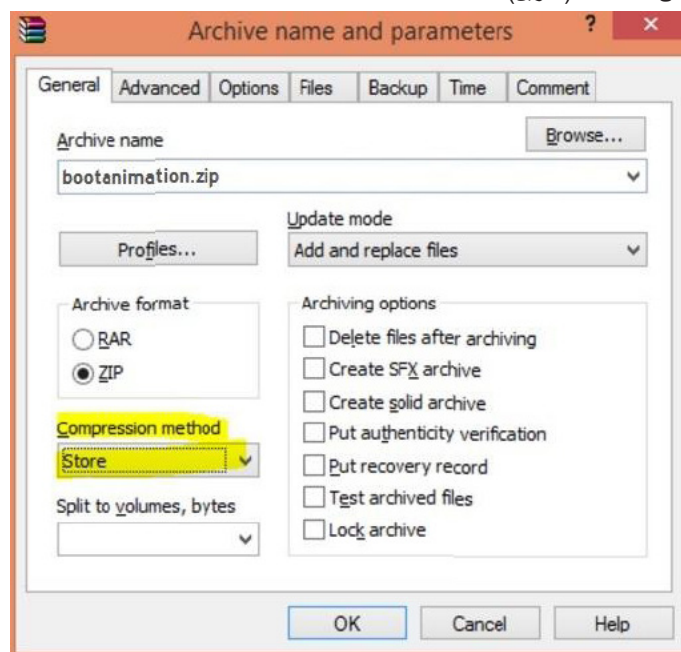 Archive name and parameters ?
General Advanced Options Files Backup Time Comment
Archive name
Browse...
bootanimation.zip
Update mode
Profiles...
Add and replace files
Archive format
RAR
ZIP
Compression method
Store
Split to volumes, bytes
Archiving options
Delete files after archiving
Create SFX archive
Create solid archive
Put authenticity verification
Put recovery record
Test archived files
Lock archive
OK Cancel Help